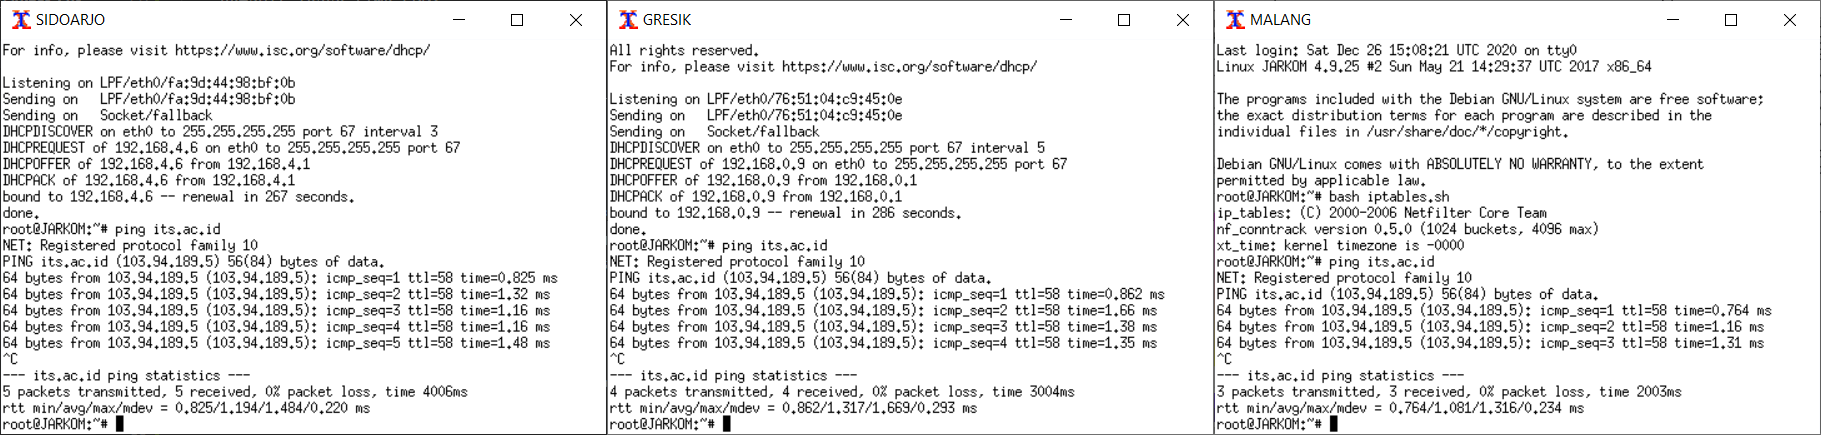 SIDOARJO
For info, please visit https://www.isc.org/software/dhcp/
Listening on LPF/eth0/fa:9d:44:98:bf:0b
Sending on   LPF/eth0/fa:9d:44:98:bf:0b
Sending on   Socket/fallback
DHCPDISCOVER on eth0 to 255.255.255.255 port 67 interval 3
DHCPREQUEST of 192.168.4.6 on eth0 to 255.255.255.255 port 67
DHCPOFFER of 192.168.4.6 from 192.168.4.1
DHCPACK of 192.168.4.6 from 192.168.4.1
bound to 192.168.4.6 -- renewal in 267 seconds.
done.
root@JARKOM:~# ping its.ac.id
NET: Registered protocol family 10
PING its.ac.id (103.94.189.5) 56(84) bytes of data.
64 bytes from 103.94.189.5 (103.94.189.5): icmp_seq=1 ttl=58 time=0.825 ms
64 bytes from 103.94.189.5 (103.94.189.5): icmp_seq=2 ttl=58 time=1.32 ms
64 bytes from 103.94.189.5 (103.94.189.5): icmp_seq=3 ttl=58 time=1.16 ms
64 bytes from 103.94.189.5 (103.94.189.5): icmp_seq=4 ttl=58 time=1.16 ms
64 bytes from 103.94.189.5 (103.94.189.5): icmp_seq=5 ttl=58 time=1.48 ms
^C
--- its.ac.id ping statistics ---
5 packets transmitted, 5 received, 0% packet loss, time 4006ms
rtt min/avg/max/mdev = 0.825/1.194/1.484/0.220 ms
root@JARKOM:~#
GRESIK
All rights reserved.
For info, please visit https://www.isc.org/software/dhcp/
Listening on LPF/eth0/76:51:04:c9:45:0e
Sending on   LPF/eth0/76:51:04:c9:45:0e
Sending on   Socket/fallback
DHCPDISCOVER on eth0 to 255.255.255.255 port 67 interval 5
DHCPREQUEST of 192.168.0.9 on eth0 to 255.255.255.255 port 67
DHCPOFFER of 192.168.0.9 from 192.168.0.1
DHCPACK of 192.168.0.9 from 192.168.0.1
bound to 192.168.0.9 -- renewal in 286 seconds.
done.
root@JARKOM:~# ping its.ac.id
NET: Registered protocol family 10
PING its.ac.id (103.94.189.5) 56(84) bytes of data.
64 bytes from 103.94.189.5 (103.94.189.5): icmp_seq=1 ttl=58 time=0.862 ms
64 bytes from 103.94.189.5 (103.94.189.5): icmp_seq=2 ttl=58 time=1.66 ms
64 bytes from 103.94.189.5 (103.94.189.5): icmp_seq=3 ttl=58 time=1.38 ms
64 bytes from 103.94.189.5 (103.94.189.5): icmp_seq=4 ttl=58 time=1.35 ms
^C
--- its.ac.id ping statistics ---
4 packets transmitted, 4 received, 0% packet loss, time 3004ms
rtt min/avg/max/mdev = 0.862/1.317/1.669/0.293 ms
root@JARKOM:~#
MALANG
Last login: Sat Dec 26 15:08:21 UTC 2020 on tty0
Linux JARKOM 4.9.25 #2 Sun May 21 14:29:37 UTC 2017 x86_64
The programs included with the Debian GNU/Linux system are free software;
the exact distribution terms for each program are described in the
individual files in /usr/share/doc/*/copyright.
Debian GNU/Linux comes with ABSOLUTELY NO WARRANTY, to the extent
permitted by applicable law.
root@JARKOM:~# bash iptables.sh
ip_tables: (C) 2000-2006 Netfilter Core Team
nf_conntrack version 0.5.0 (1024 buckets, 4096 max)
xt_time: kernel timezone is -0000
root@JARKOM:~# ping its.ac.id
NET: Registered protocol family 10
PING its.ac.id (103.94.189.5) 56(84) bytes of data.
64 bytes from 103.94.189.5 (103.94.189.5): icmp_seq=1 ttl=58 time=0.764 ms
64 bytes from 103.94.189.5 (103.94.189.5): icmp_seq=2 ttl=58 time=1.16 ms
64 bytes from 103.94.189.5 (103.94.189.5): icmp_seq=3 ttl=58 time=1.31 ms
^C
--- its.ac.id ping statistics ---
3 packets transmitted, 3 received, 0% packet loss, time 2003ms
rtt min/avg/max/mdev = 0.764/1.081/1.316/0.234 ms
root@JARKOM:~#